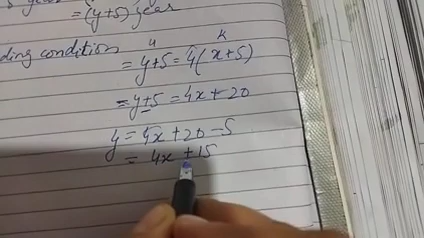 = (y+5) year
ding condition
= y+5 = 4(x+5)
= y+5 = 4x+20
y = 4x+20-5
= 4x+15